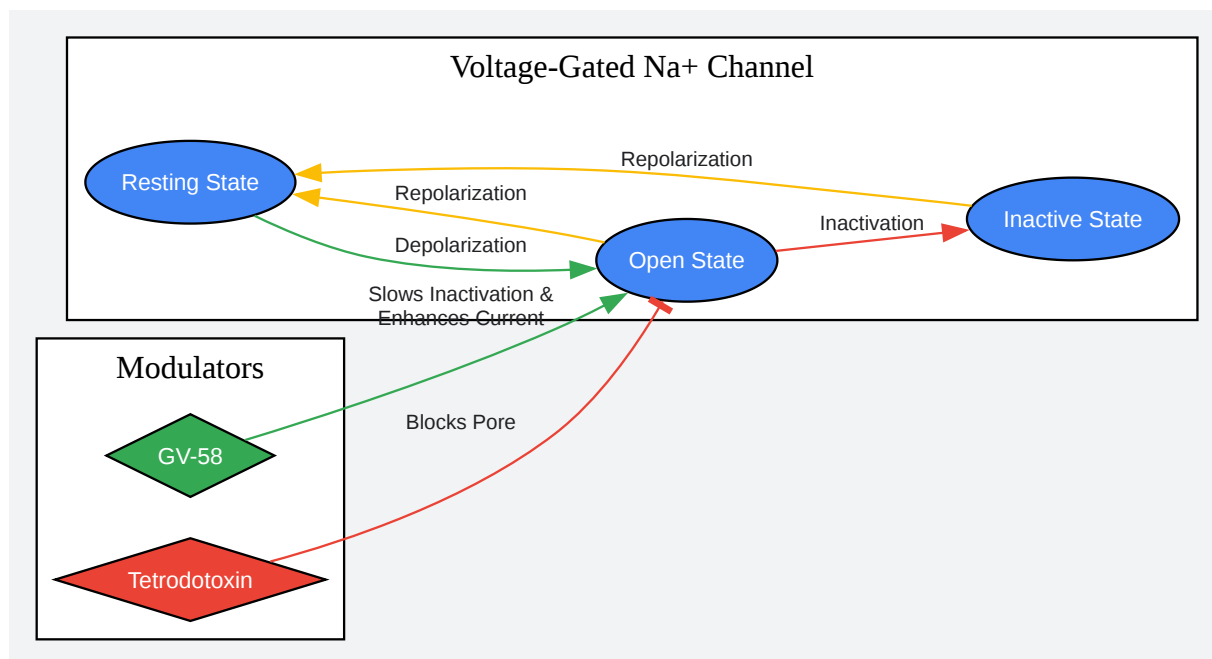 Voltage-Gated Na+ Channel
Repolarization
Resting State
Repolarization
Inactivation
Inactive State
Depolarization
Open State
Slows Inactivation &
Enhances Current
Modulators
Blocks Pore
GV-58
Tetrodotoxin